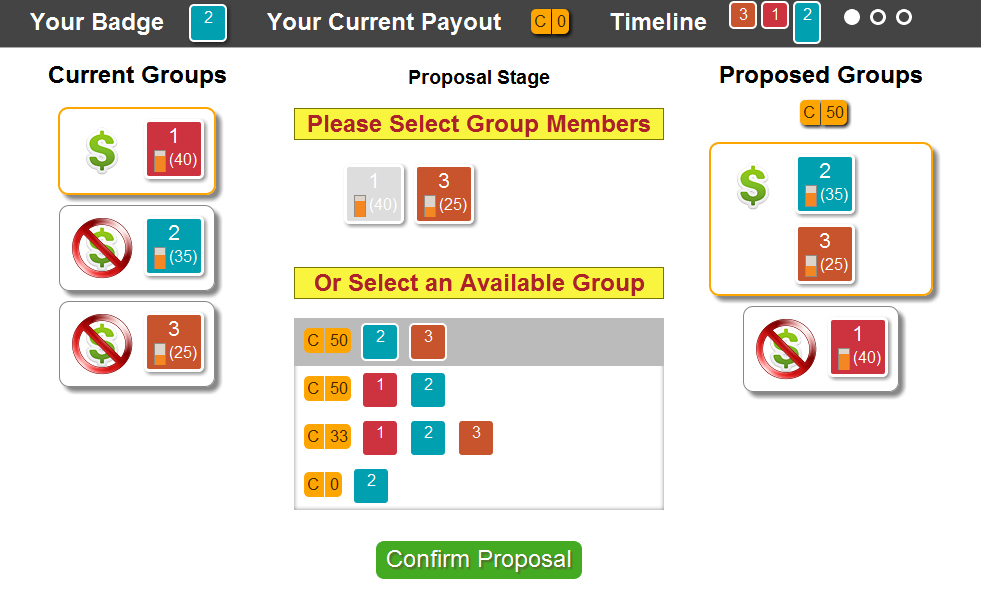 Your Badge 2 Your Current Payout C 0 Timeline 3 1 2
Current Groups
$ 1 (40)
$ 2 (35)
$ 3 (25)
Proposal Stage
Please Select Group Members
1 (40) 3 (25)
Or Select an Available Group
C 50 2 3
C 50 1 2
C 33 1 2 3
C 0 2
Confirm Proposal
Proposed Groups
C 50
$ 2 (35)
3 (25)
$ 1 (40)